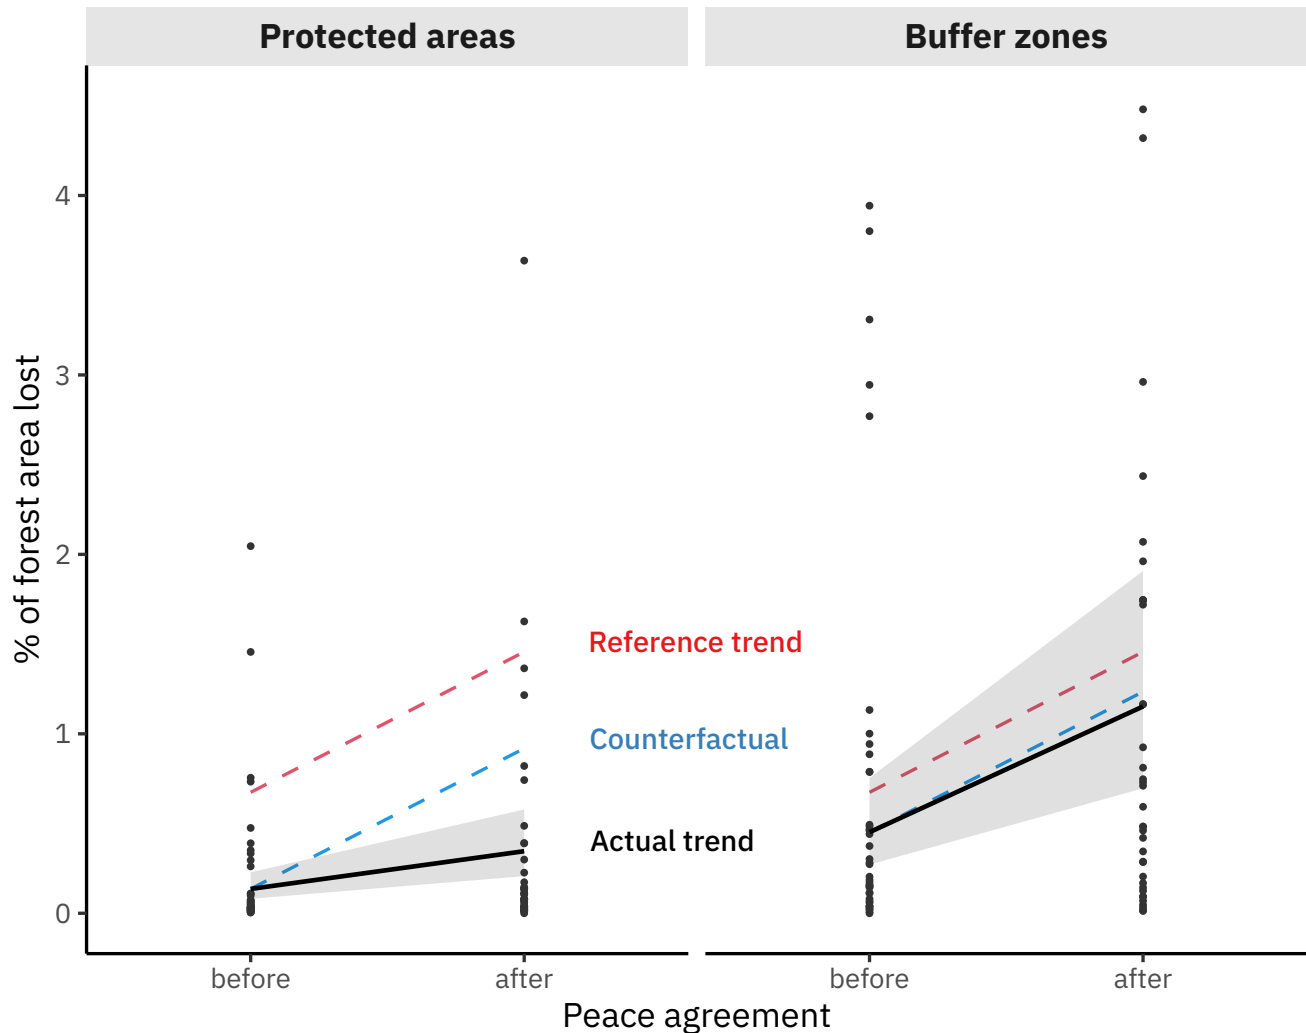 Protected areas
Buffer zones
% of forest area lost
4
3
2
1
0
Reference trend
Counterfactual
Actual trend
before
after
before
after
Peace agreement